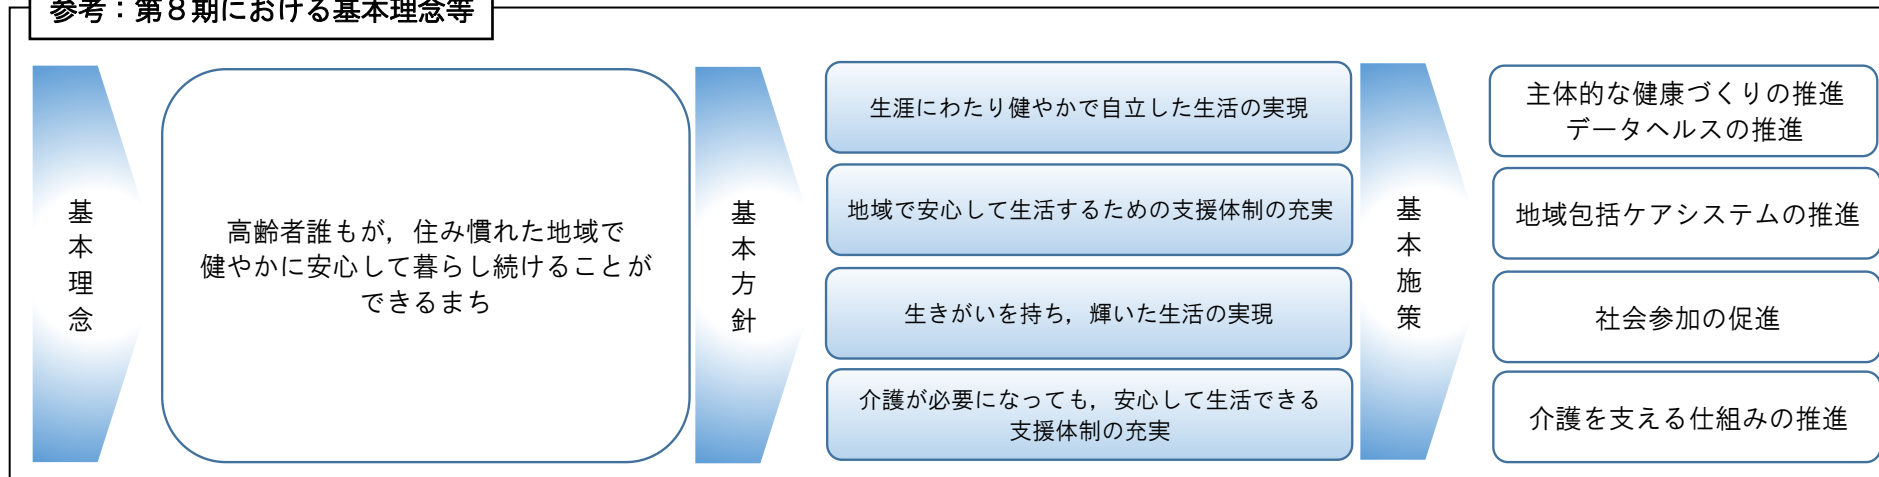 参考：第８期における基本理念等
基本理念
高齢者誰もが，住み慣れた地域で
健やかに安心して暮らし続けることが
できるまち
基本方針
生涯にわたり健やかで自立した生活の実現
地域で安心して生活するための支援体制の充実
生きがいを持ち，輝いた生活の実現
介護が必要になっても，安心して生活できる
支援体制の充実
基本施策
主体的な健康づくりの推進
データヘルスの推進
地域包括ケアシステムの推進
社会参加の促進
介護を支える仕組みの推進